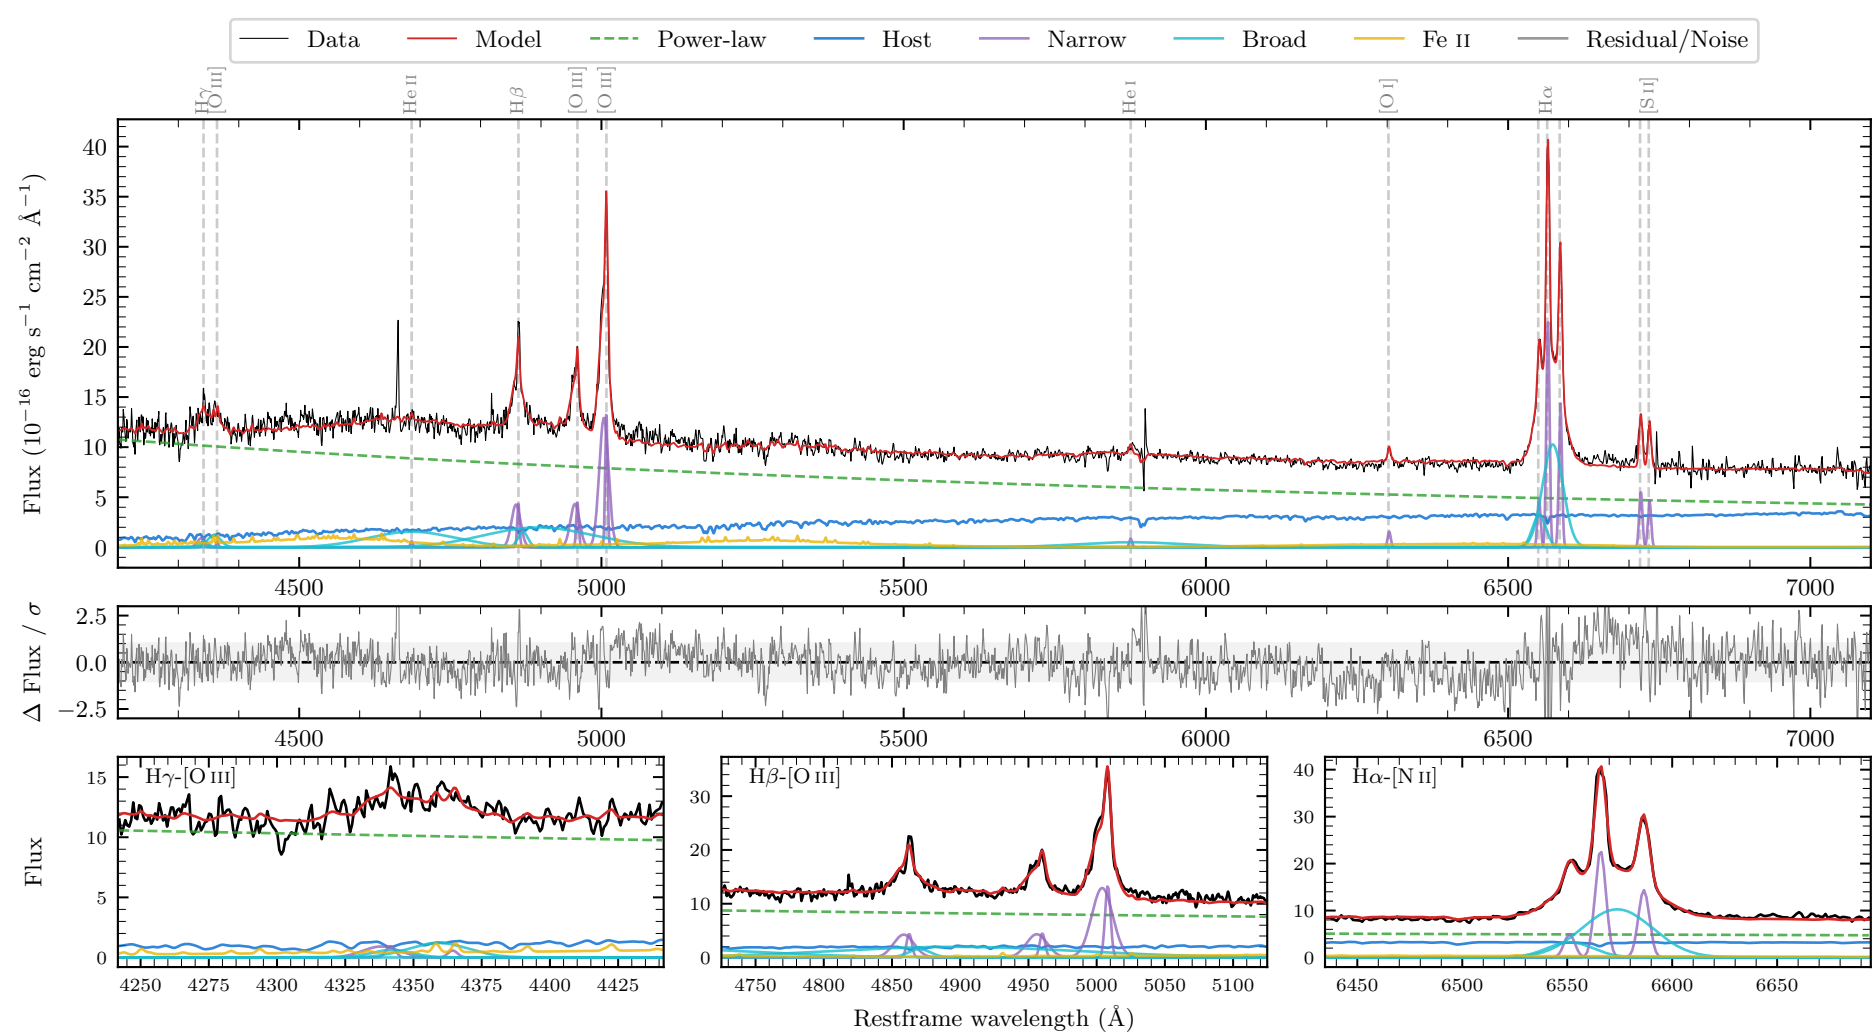 Data Model Power-law Host Narrow Broad Fe II Residual/Noise
Hγ [O III] He II Hβ [O III] [O III] He I [O I] Hα [S II]
Flux (10⁻¹⁶ erg s⁻¹ cm⁻² Å⁻¹)
40
35
30
25
20
15
10
5
0
4500 5000 5500 6000 6500 7000
Δ Flux / σ
2.5
0.0
−2.5
4500 5000 5500 6000 6500 7000
Flux
Hγ-[O III]
15
10
5
0
4250 4275 4300 4325 4350 4375 4400 4425
Hβ-[O III]
30
20
10
0
4750 4800 4850 4900 4950 5000 5050 5100
Hα-[N II]
40
30
20
10
0
6450 6500 6550 6600 6650
Restframe wavelength (Å)